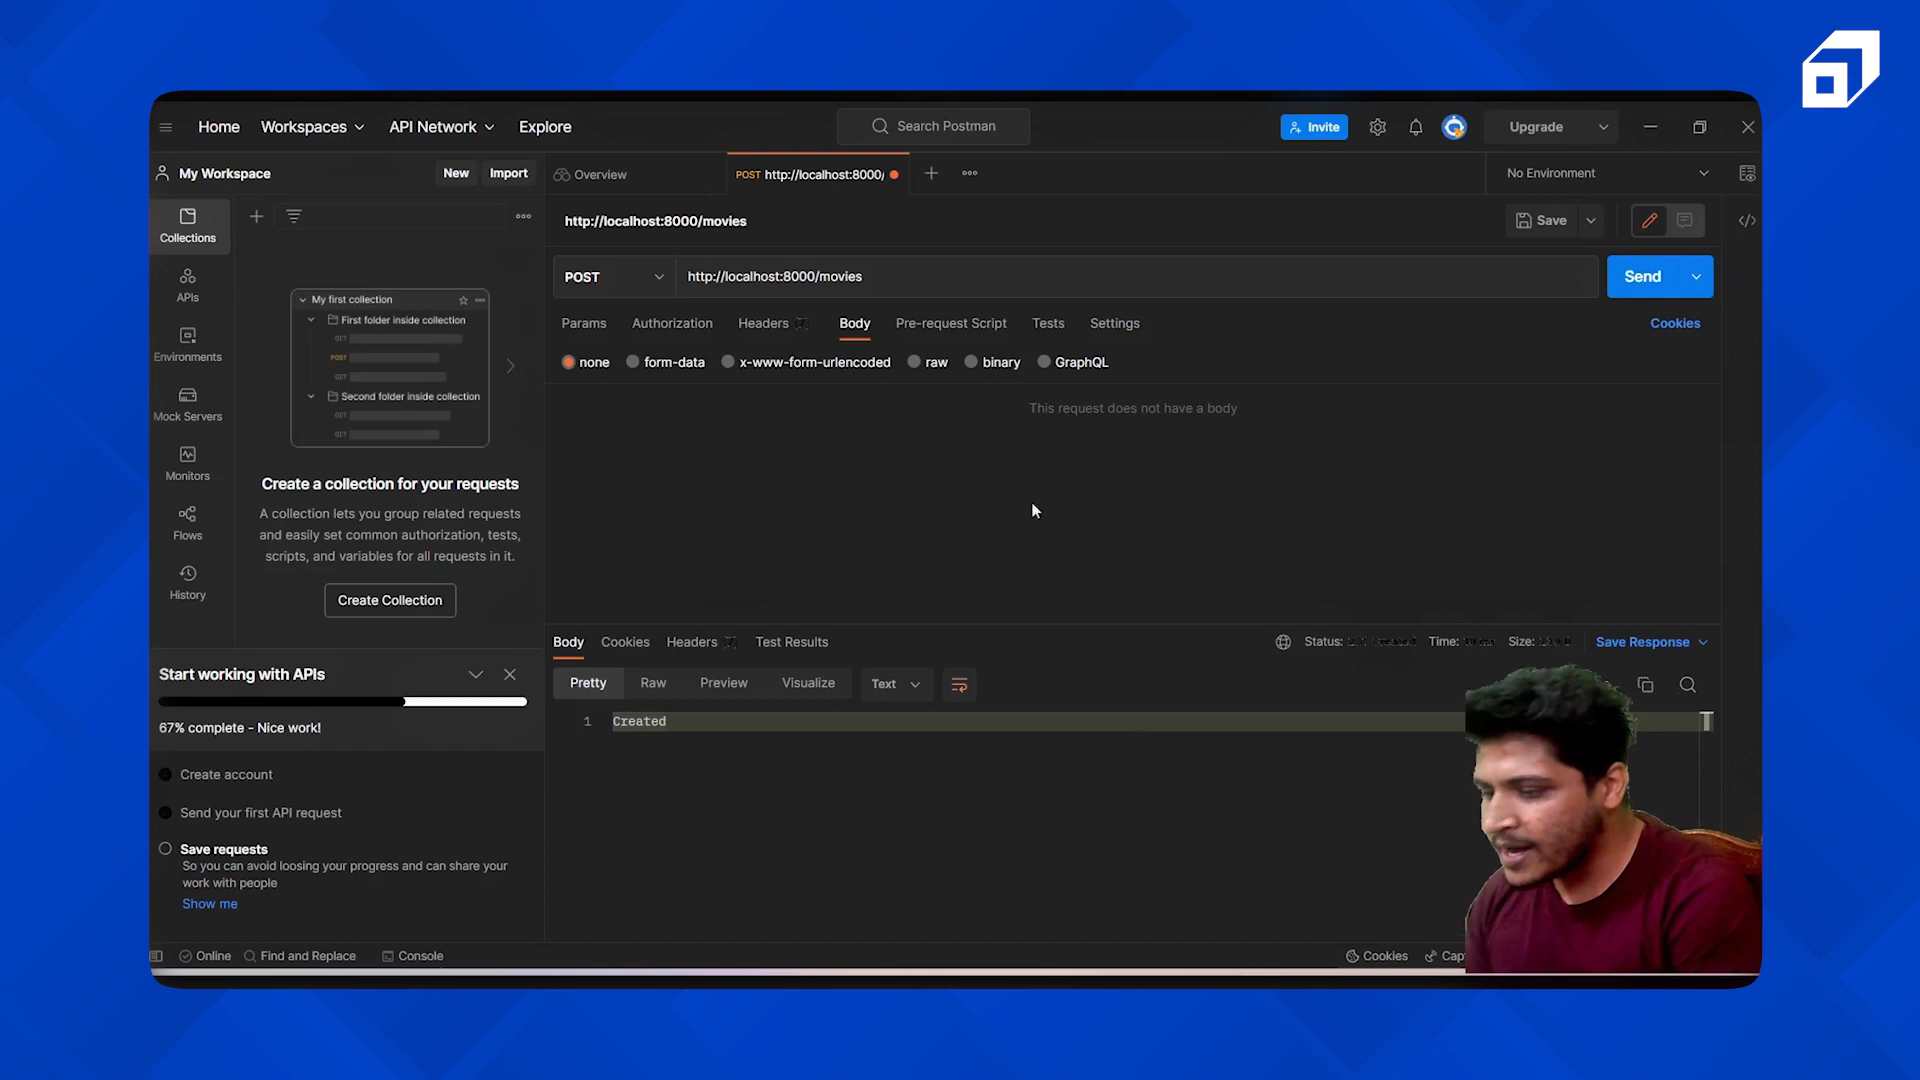 Home Workspaces API Network Explore Search Postman Invite Upgrade
My Workspace New Import Overview POST http://localhost:8000/ No Environment
http://localhost:8000/movies Save
Collections
APIs
Environments
Mock Servers
Monitors
Flows
History
My first collection
First folder inside collection
GET
POST
GET
Second folder inside collection
GET
GET
Create a collection for your requests
A collection lets you group related requests
and easily set common authorization, tests,
scripts, and variables for all requests in it.
Create Collection
POST http://localhost:8000/movies Send
Params Authorization Headers Body Pre-request Script Tests Settings Cookies
none form-data x-www-form-urlencoded raw binary GraphQL
This request does not have a body
Body Cookies Headers Test Results Status: Time: Size: Save Response
Pretty Raw Preview Visualize Text
1 Created
Start working with APIs
67% complete - Nice work!
Create account
Send your first API request
Save requests
So you can avoid loosing your progress and can share your
work with people
Show me
Online Find and Replace Console Cookies